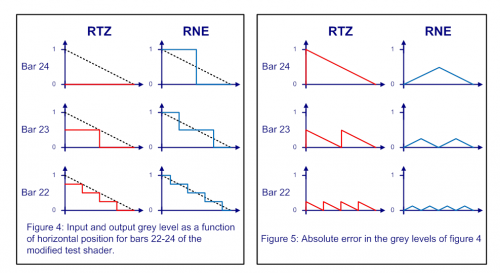 RTZ RNE
1
1
Bar 24
0
0
1
1
Bar 23
0
0
1
1
Bar 22
0
0
Figure 4: Input and output grey level as a function
of horizontal position for bars 22-24 of the
modified test shader.
RTZ RNE
1
1
Bar 24
0
0
1
1
Bar 23
0
0
1
1
Bar 22
0
0
Figure 5: Absolute error in the grey levels of figure 4